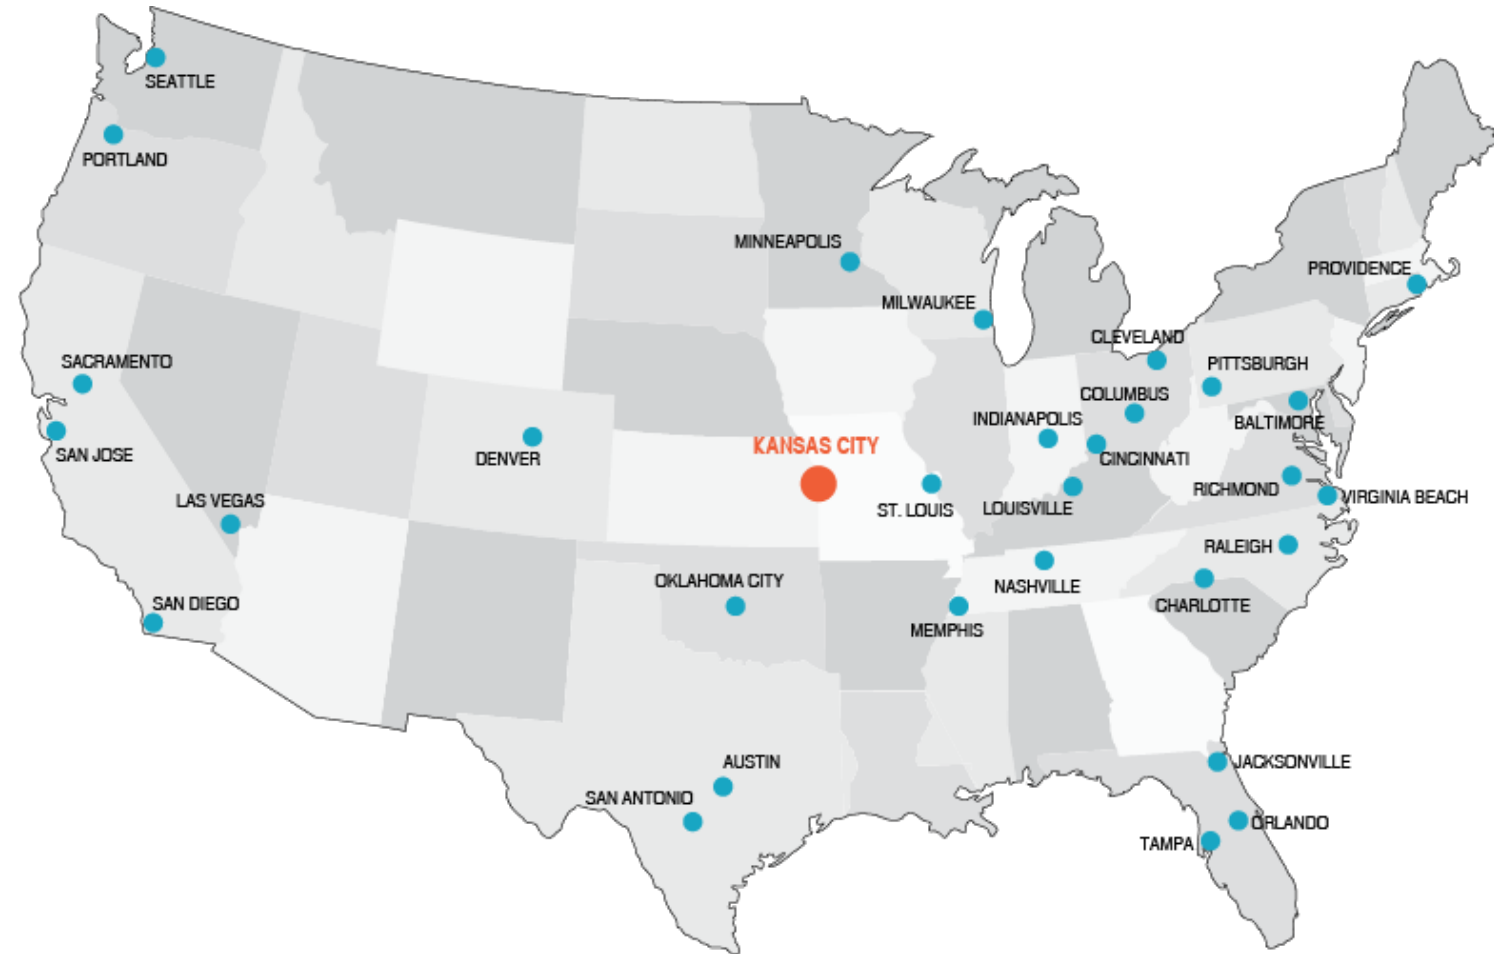 SEATTLE
PORTLAND
MINNEAPOLIS
PROVIDENCE
MILWAUKEE
CLEVELAND
SACRAMENTO
PITTSBURGH
COLUMBUS
INDIANAPOLIS
BALTIMORE
KANSAS CITY
SAN JOSE
DENVER
CINCINNATI
LAS VEGAS
RICHMOND
VIRGINIA BEACH
ST. LOUIS
LOUISVILLE
RALEIGH
OKLAHOMA CITY
NASHVILLE
SAN DIEGO
CHARLOTTE
MEMPHIS
AUSTIN
JACKSONVILLE
SAN ANTONIO
ORLANDO
TAMPA